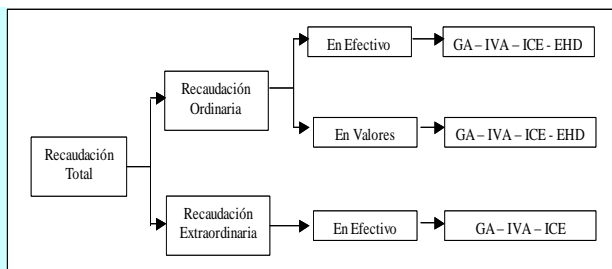 En Efectivo
GA – IVA – ICE - EHD
Recaudación
Ordinaria
En Valores
GA – IVA – ICE - EHD
Recaudación
Total
Recaudación
Extraordinaria
En Efectivo
GA – IVA – ICE